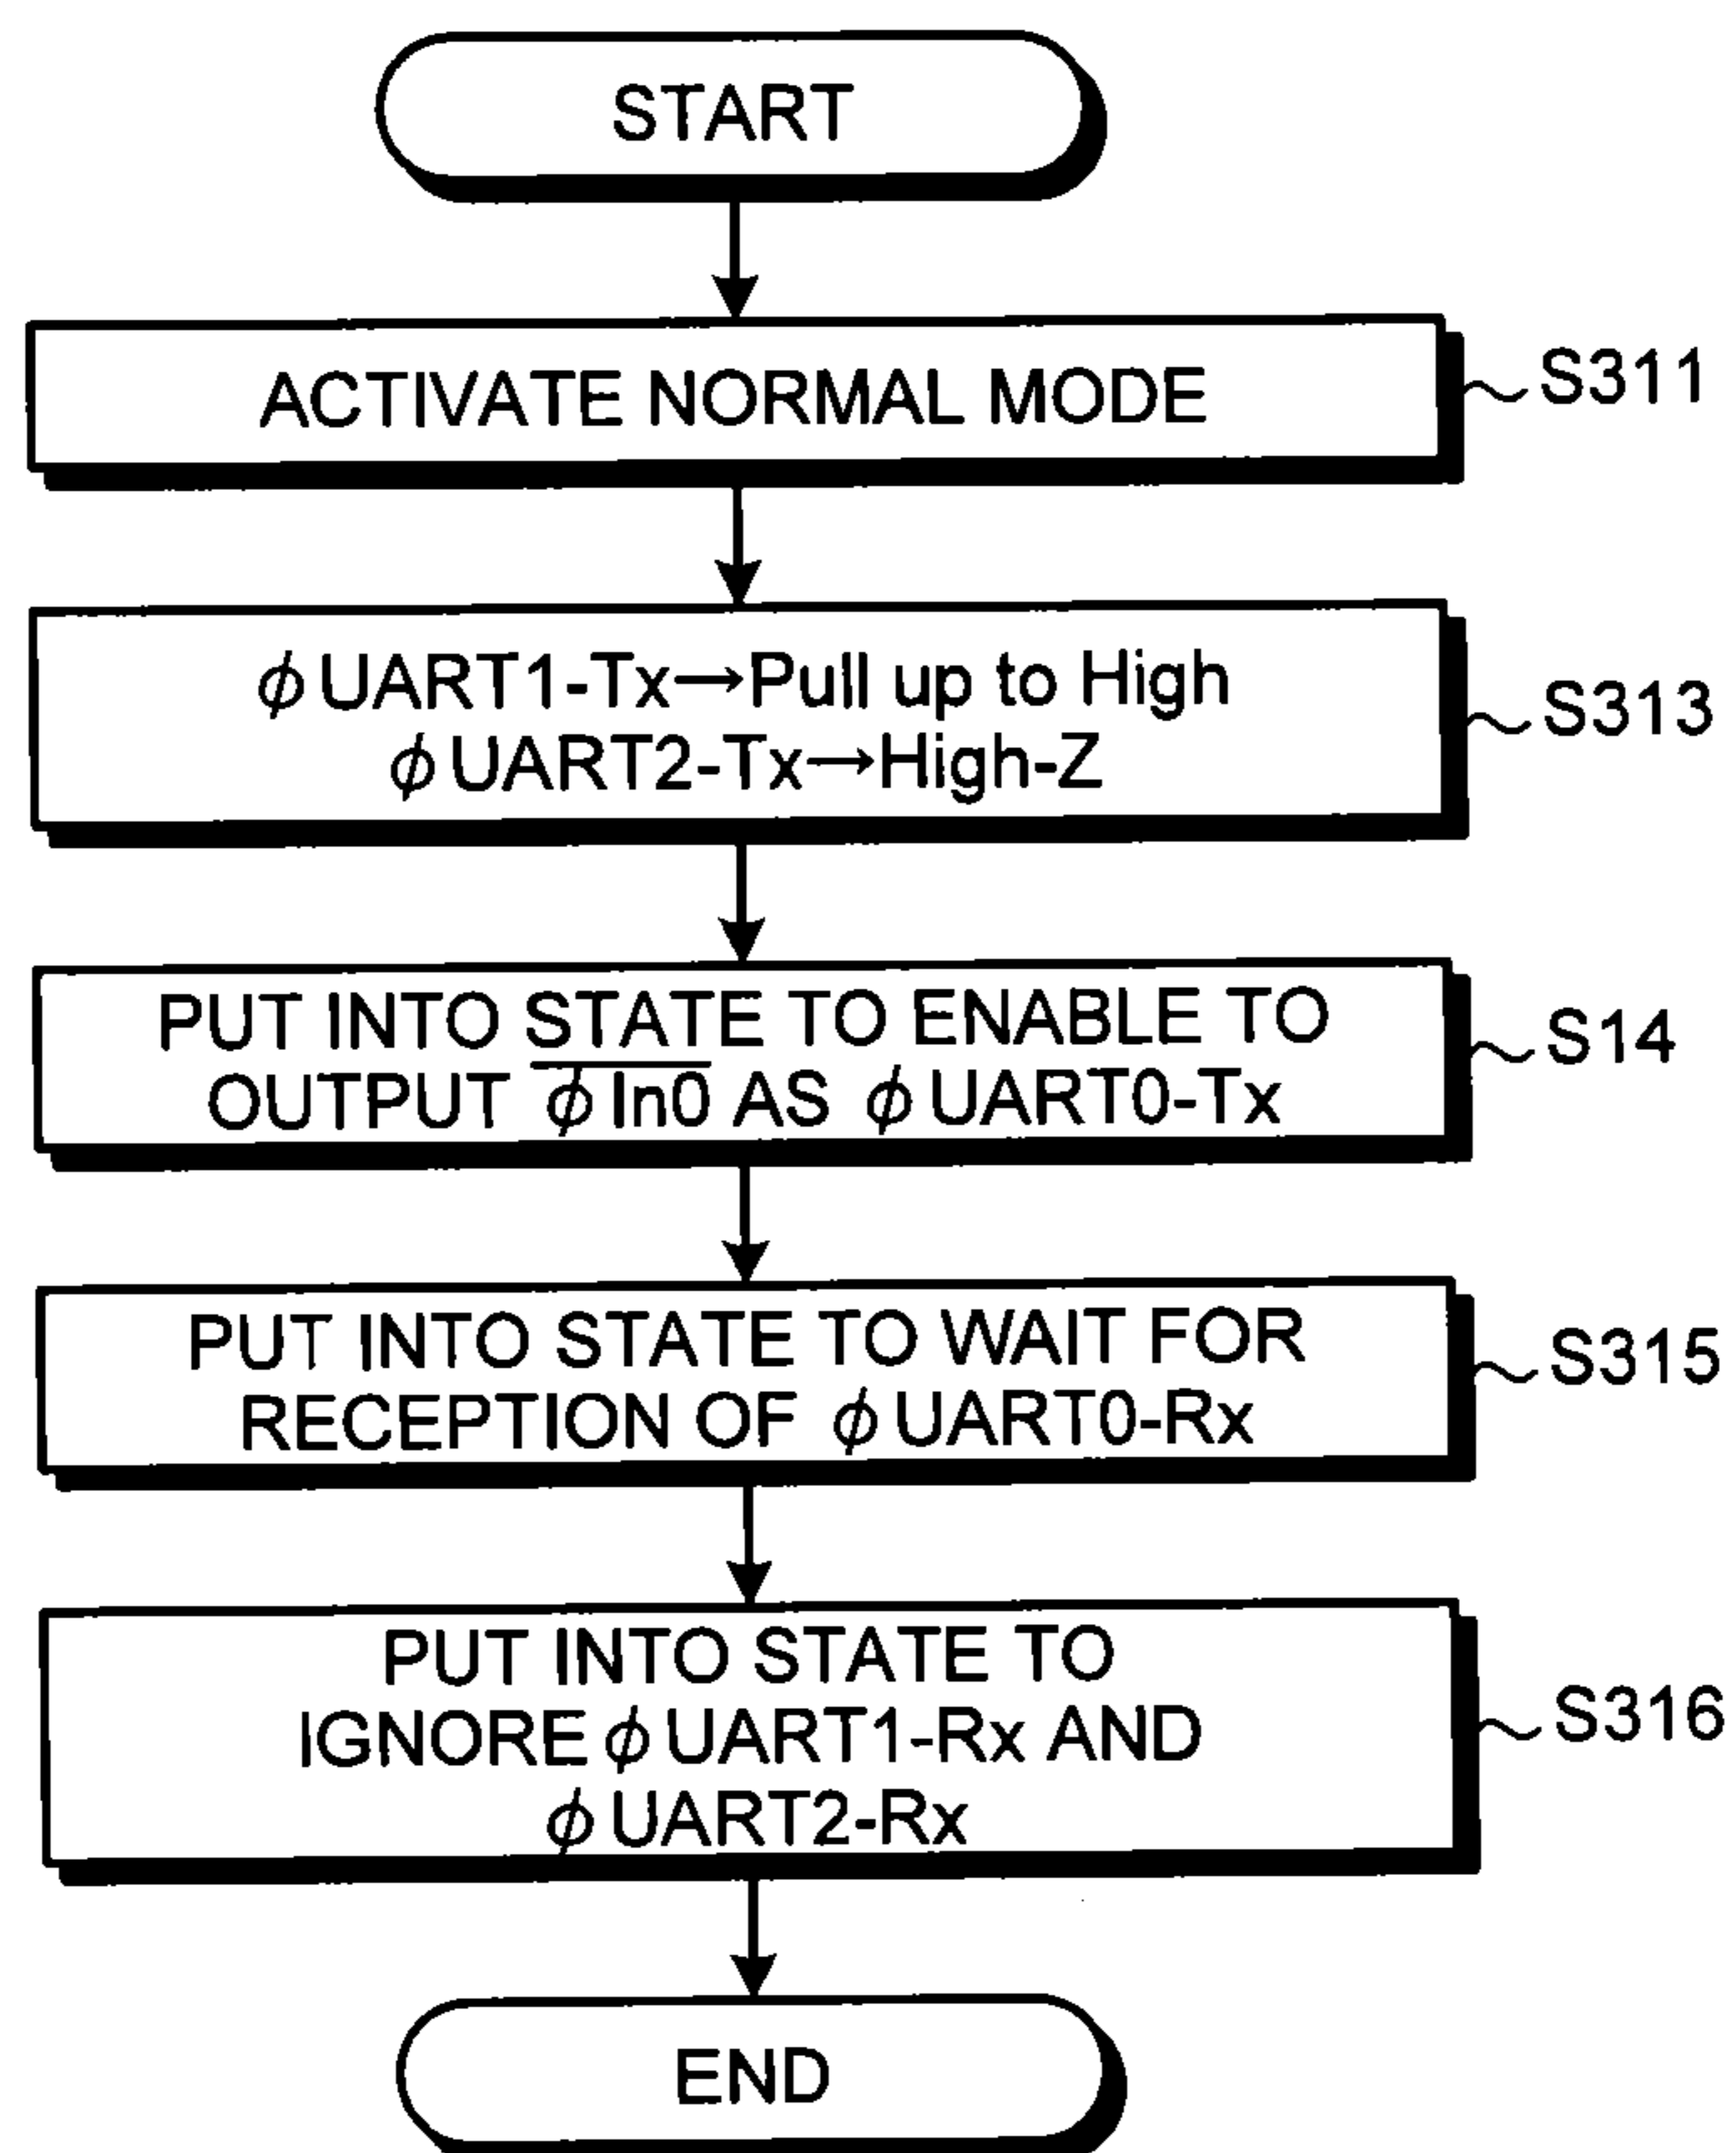 START
ACTIVATE NORMAL MODE
S311
ϕUART1-Tx→Pull up to High
ϕUART2-Tx→High-Z
S313
PUT INTO STATE TO ENABLE TO
OUTPUT ϕ̅I̅n̅0̅ AS ϕUART0-Tx
S14
PUT INTO STATE TO WAIT FOR
RECEPTION OF ϕUART0-Rx
S315
PUT INTO STATE TO
IGNORE ϕUART1-Rx AND
ϕUART2-Rx
S316
END